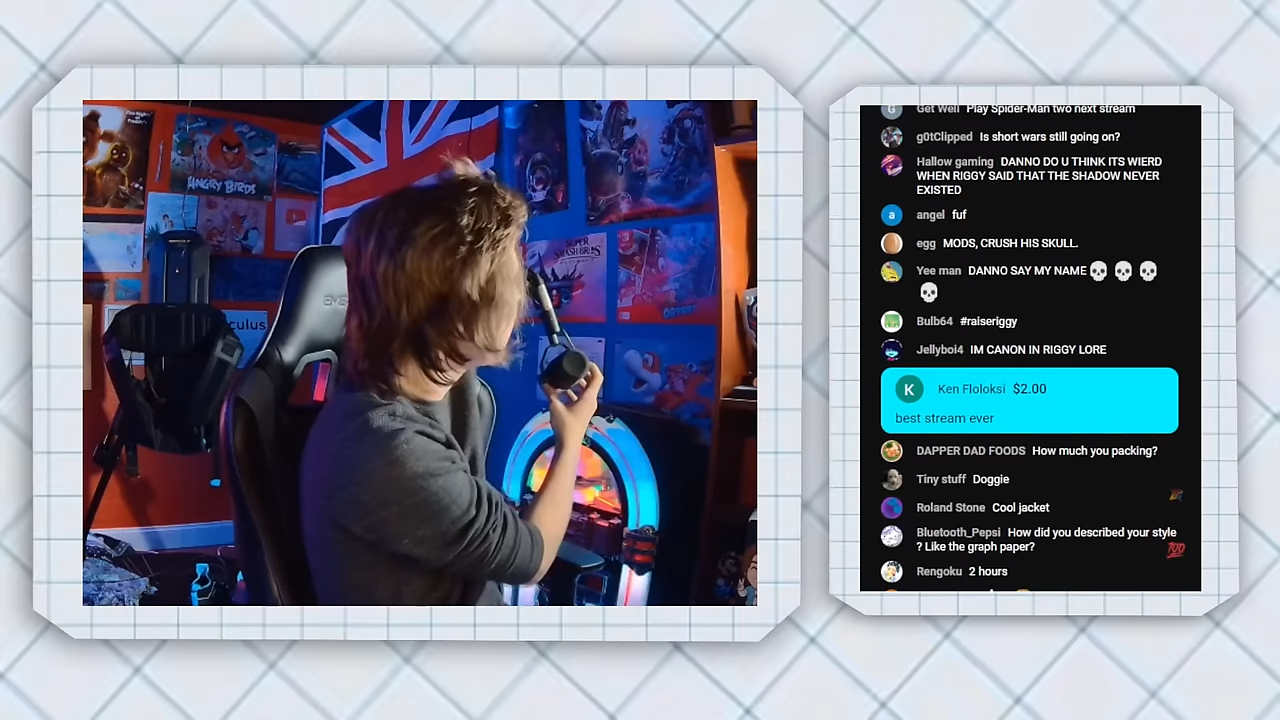 ANGRY BIRDS
SUPER
SMASH BROS
culus
G Get Well Play Spider-Man two next stream
g0tClipped Is short wars still going on?
Hallow gaming DANNO DO U THINK ITS WIERD
WHEN RIGGY SAID THAT THE SHADOW NEVER
EXISTED
a angel fuf
egg MODS, CRUSH HIS SKULL.
Yee man DANNO SAY MY NAME 💀 💀 💀
💀
Bulb64 #raiseriggy
Jellyboi4 IM CANON IN RIGGY LORE
K Ken Floloksi $2.00
best stream ever
DAPPER DAD FOODS How much you packing?
Tiny stuff Doggie
Roland Stone Cool jacket
Bluetooth_Pepsi How did you described your style
? Like the graph paper?
💯
Rengoku 2 hours